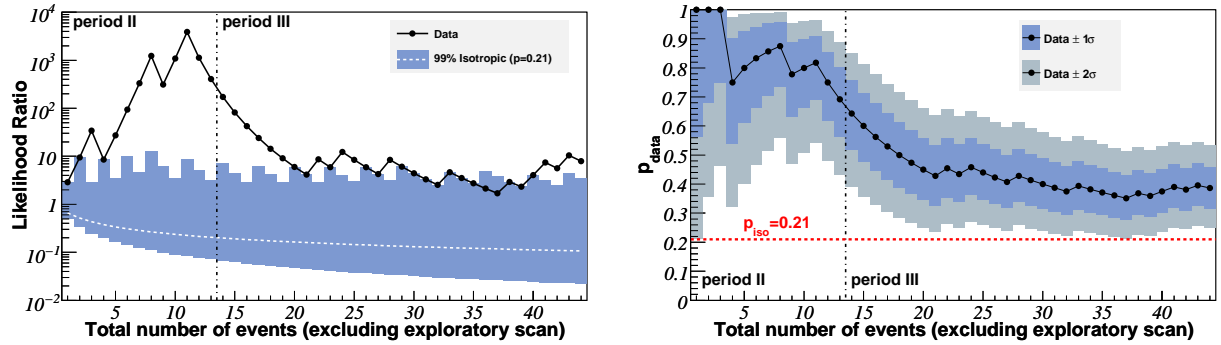 10⁴
10³
10²
10
1
10⁻¹
10⁻²
Likelihood Ratio
period II
period III
Data
99% Isotropic (p=0.21)
5 10 15 20 25 30 35 40
Total number of events (excluding exploratory scan)
1
0.9
0.8
0.7
0.6
0.5
0.4
0.3
0.2
0.1
0
p_data
Data ± 1σ
Data ± 2σ
p_iso=0.21
period II
period III
5 10 15 20 25 30 35 40
Total number of events (excluding exploratory scan)